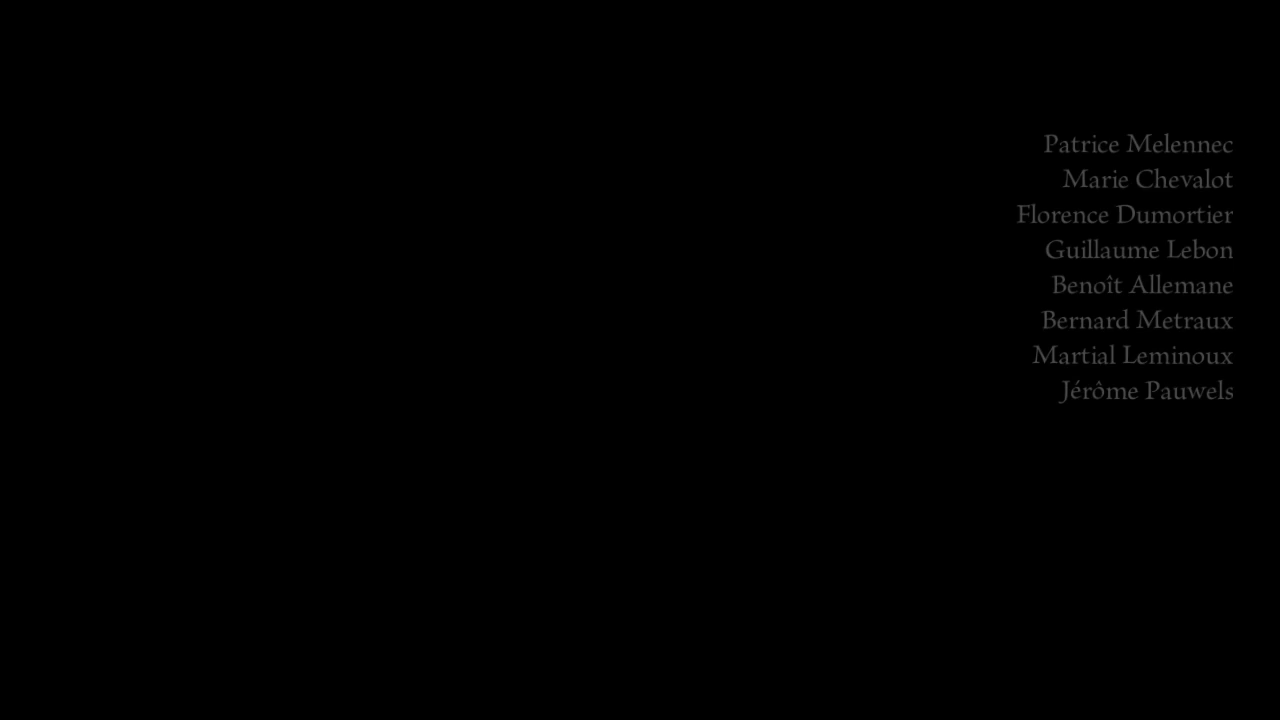 Patrice Melennec
Marie Chevalot
Florence Dumortier
Guillaume Lebon
Benoît Allemane
Bernard Metraux
Martial Leminoux
Jérôme Pauwels